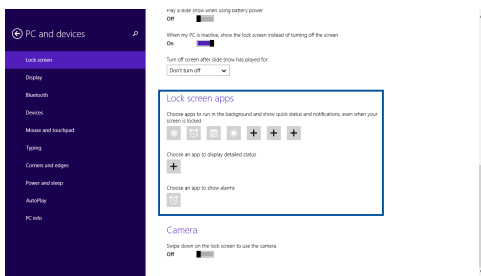 Play a slide show when using battery power
Off
PC and devices
When my PC is inactive, show the lock screen instead of turning off the screen
On
Lock screen
Turn off screen after slide show has played for
Don't turn off
Display
Bluetooth
Lock screen apps
Devices
Choose apps to run in the background and show quick status and notifications, even when your
screen is locked
Mouse and touchpad
Typing
Choose an app to display detailed status
Corners and edges
Power and sleep
Choose an app to show alarms
AutoPlay
PC info
Camera
Swipe down on the lock screen to use the camera
Off